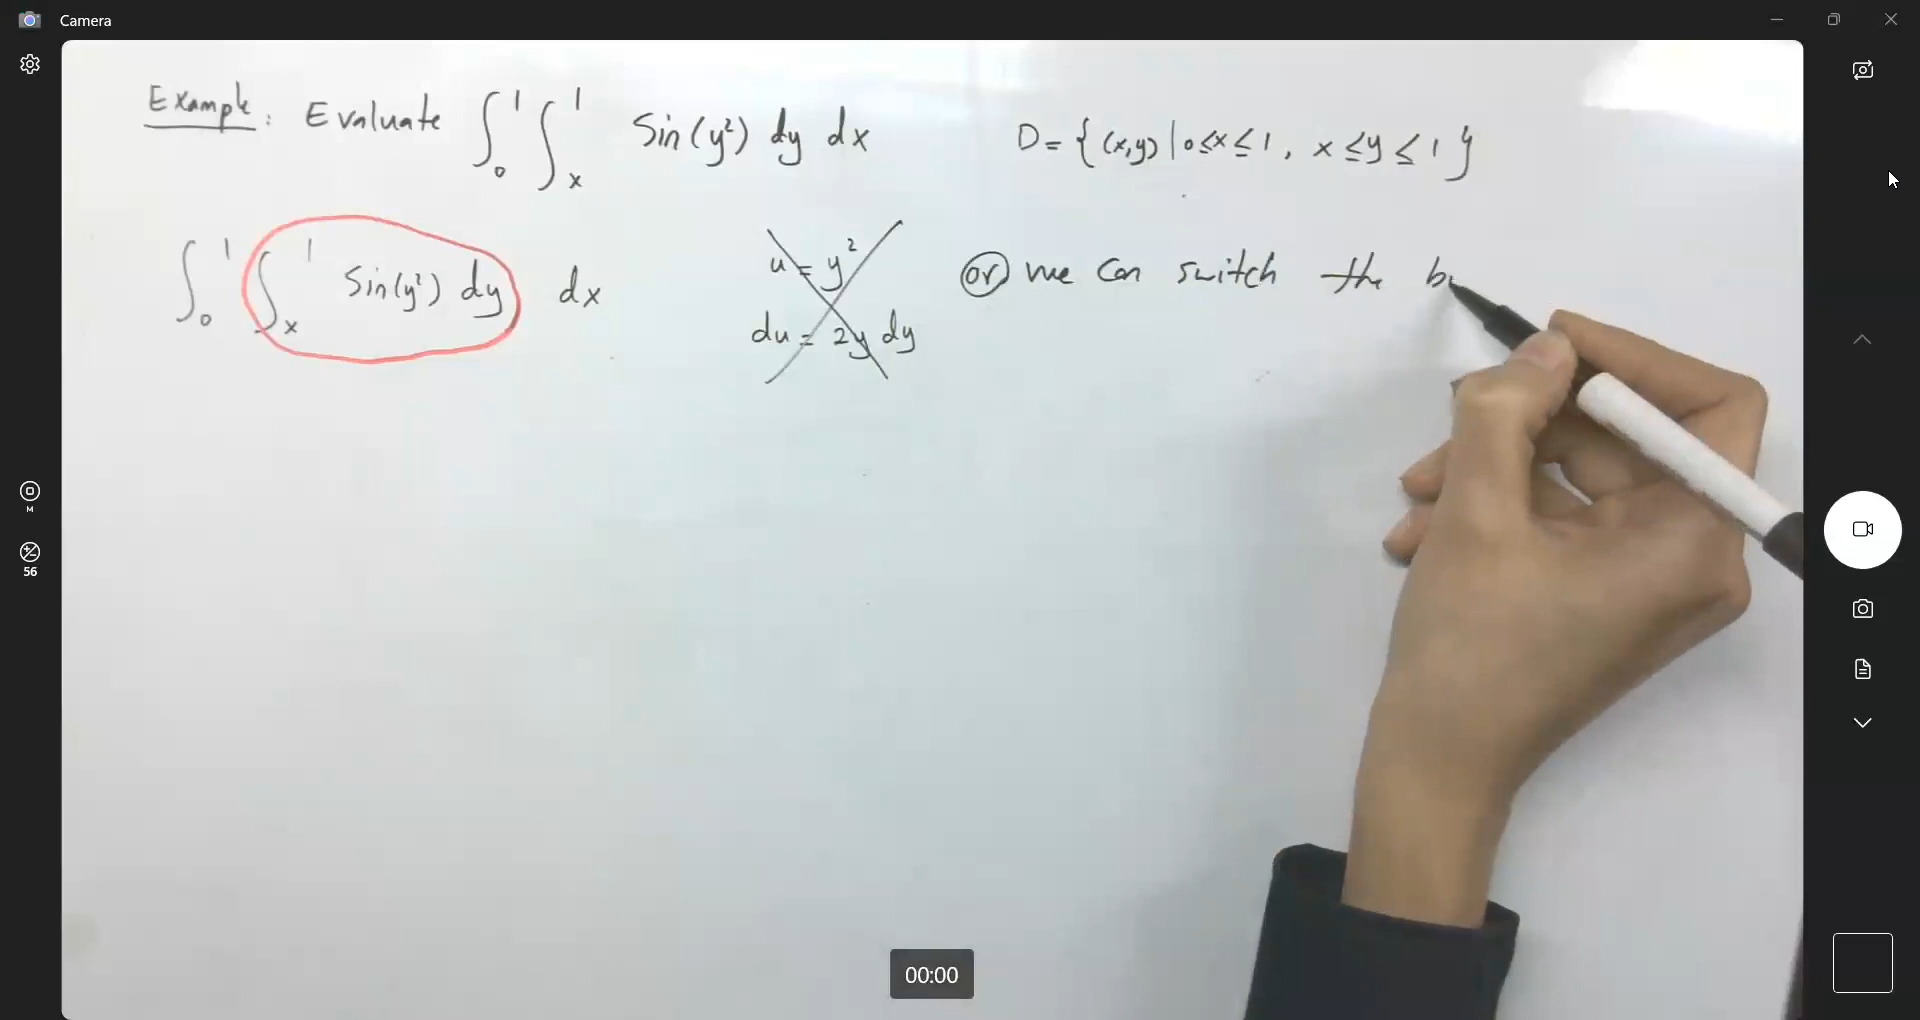 Camera
Example: Evaluate ∫₀¹ ∫ₓ¹ Sin(y²) dy dx
D = {(x,y) | 0 ≤ x ≤ 1, x ≤ y ≤ 1}
∫₀¹ ∫ₓ¹ Sin(y²) dy dx
u = y²
du = 2y dy
or we can switch the
M
56
00:00